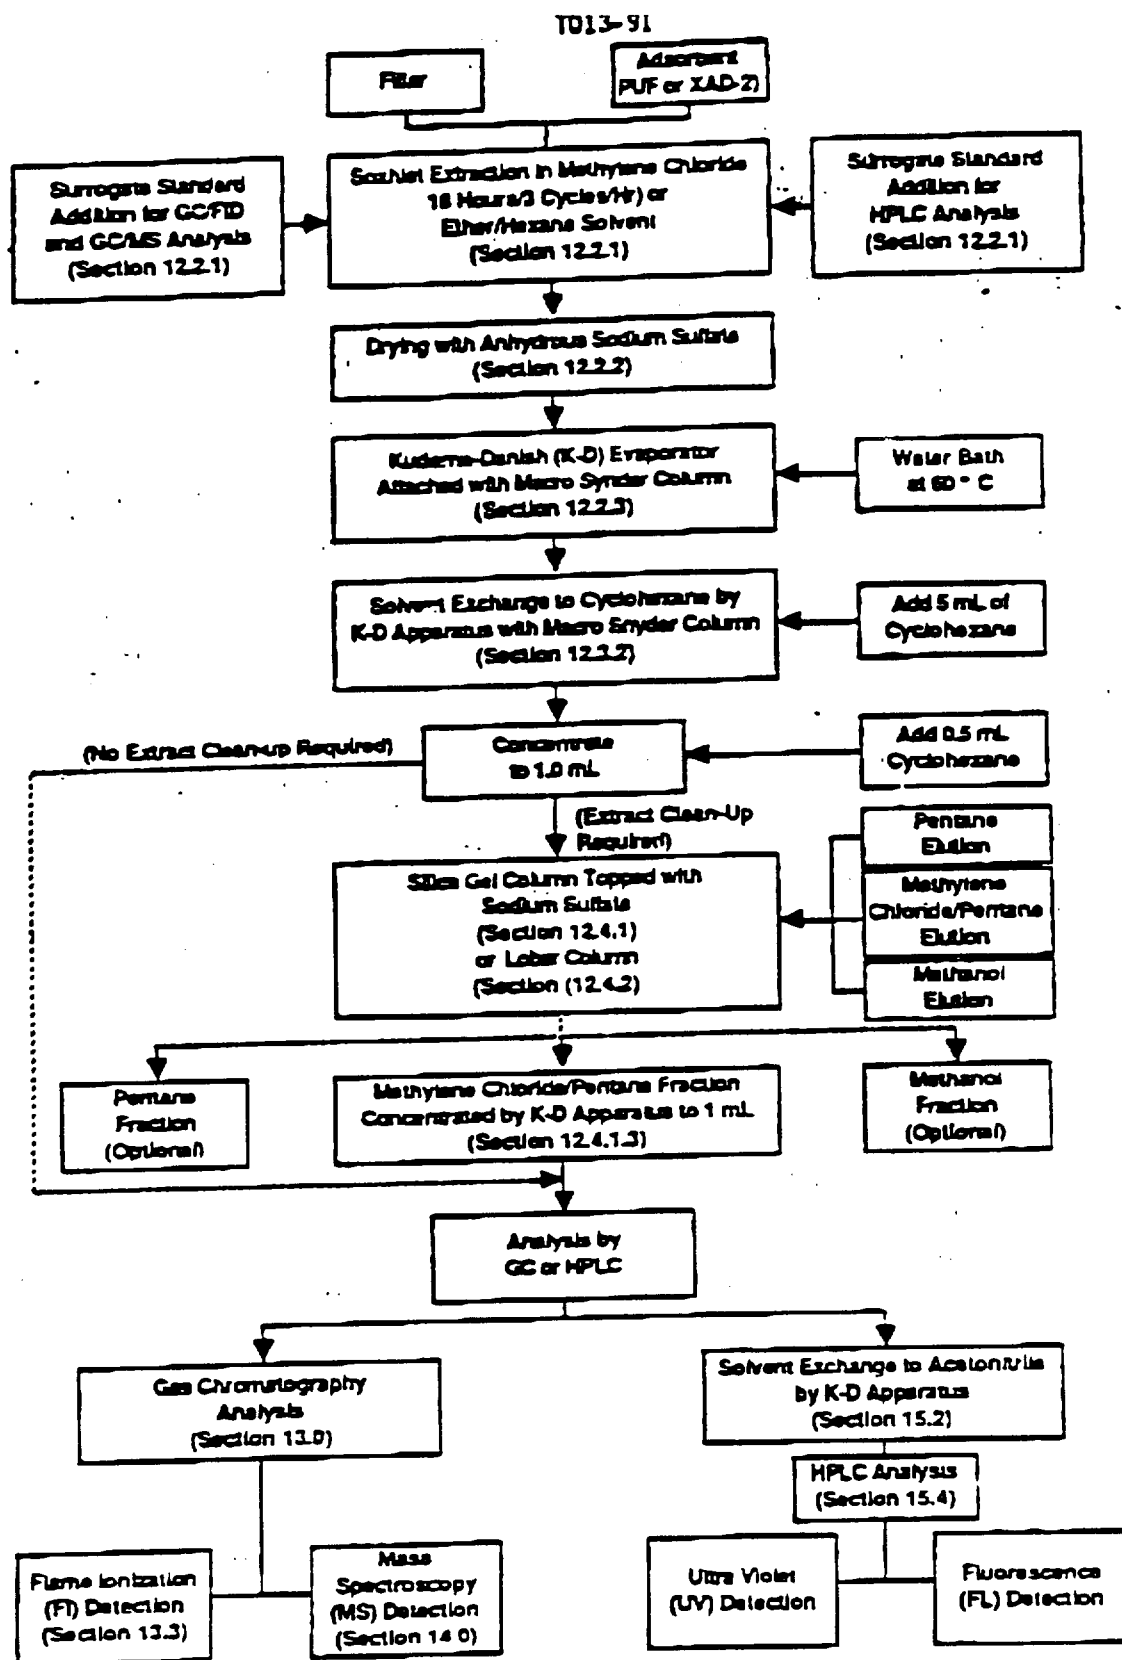 TO13-91
Filter
Adsorbent
PUF or XAD-2)
Surrogate Standard
Addition for GC/FID
and GC/MS Analysis
(Section 12.2.1)
Soxhlet Extraction in Methylene Chloride
18 Hours/3 Cycles/Hr) or
Ether/Hexane Solvent
(Section 12.2.1)
Surrogate Standard
Addition for
HPLC Analysis
(Section 12.2.1)
Drying with Anhydrous Sodium Sulfate
(Section 12.2.2)
Kuderna-Danish (K-D) Evaporator
Attached with Macro Synder Column
(Section 12.2.3)
Water Bath
at 60 ° C
Solvent Exchange to Cyclohexane by
K-D Apparatus with Macro Snyder Column
(Section 12.3.2)
Add 5 mL of
Cyclohexane
(No Extract Clean-up Required)
Concentrate
to 1.0 mL
Add 0.5 mL
Cyclohexane
(Extract Clean-Up
Required)
Pentane
Elution
Silica Gel Column Topped with
Sodium Sulfate
(Section 12.4.1)
or Lobar Column
(Section (12.4.2)
Methylene
Chloride/Pentane
Elution
Methanol
Elution
Pentane
Fraction
(Optional)
Methylene Chloride/Pentane Fraction
Concentrated by K-D Apparatus to 1 mL
(Section 12.4.1.3)
Methanol
Fraction
(Optional)
Analysis by
GC or HPLC
Gas Chromatography
Analysis
(Section 13.0)
Solvent Exchange to Acetonitrile
by K-D Apparatus
(Section 15.2)
HPLC Analysis
(Section 15.4)
Flame Ionization
(FI) Detection
(Section 13.3)
Mass
Spectroscopy
(MS) Detection
(Section 14.0)
Ultra Violet
(UV) Detection
Fluorescence
(FL) Detection